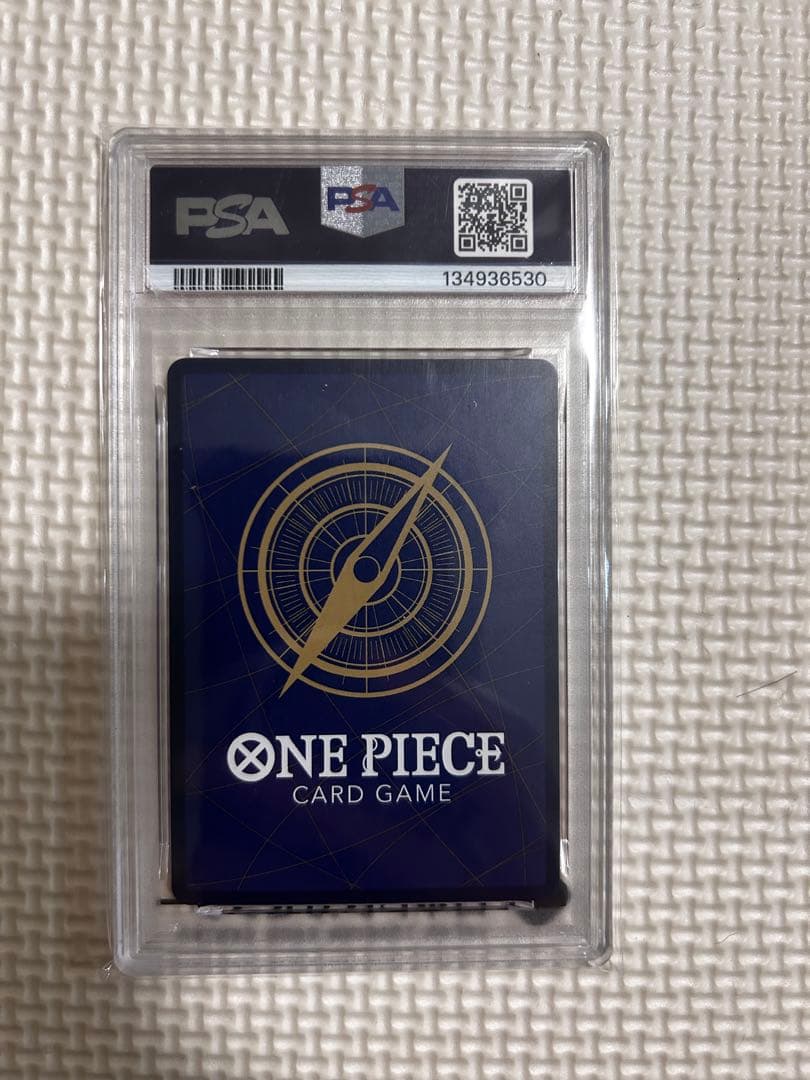 PSA
PSA
134936530
ONE PIECE
CARD GAME